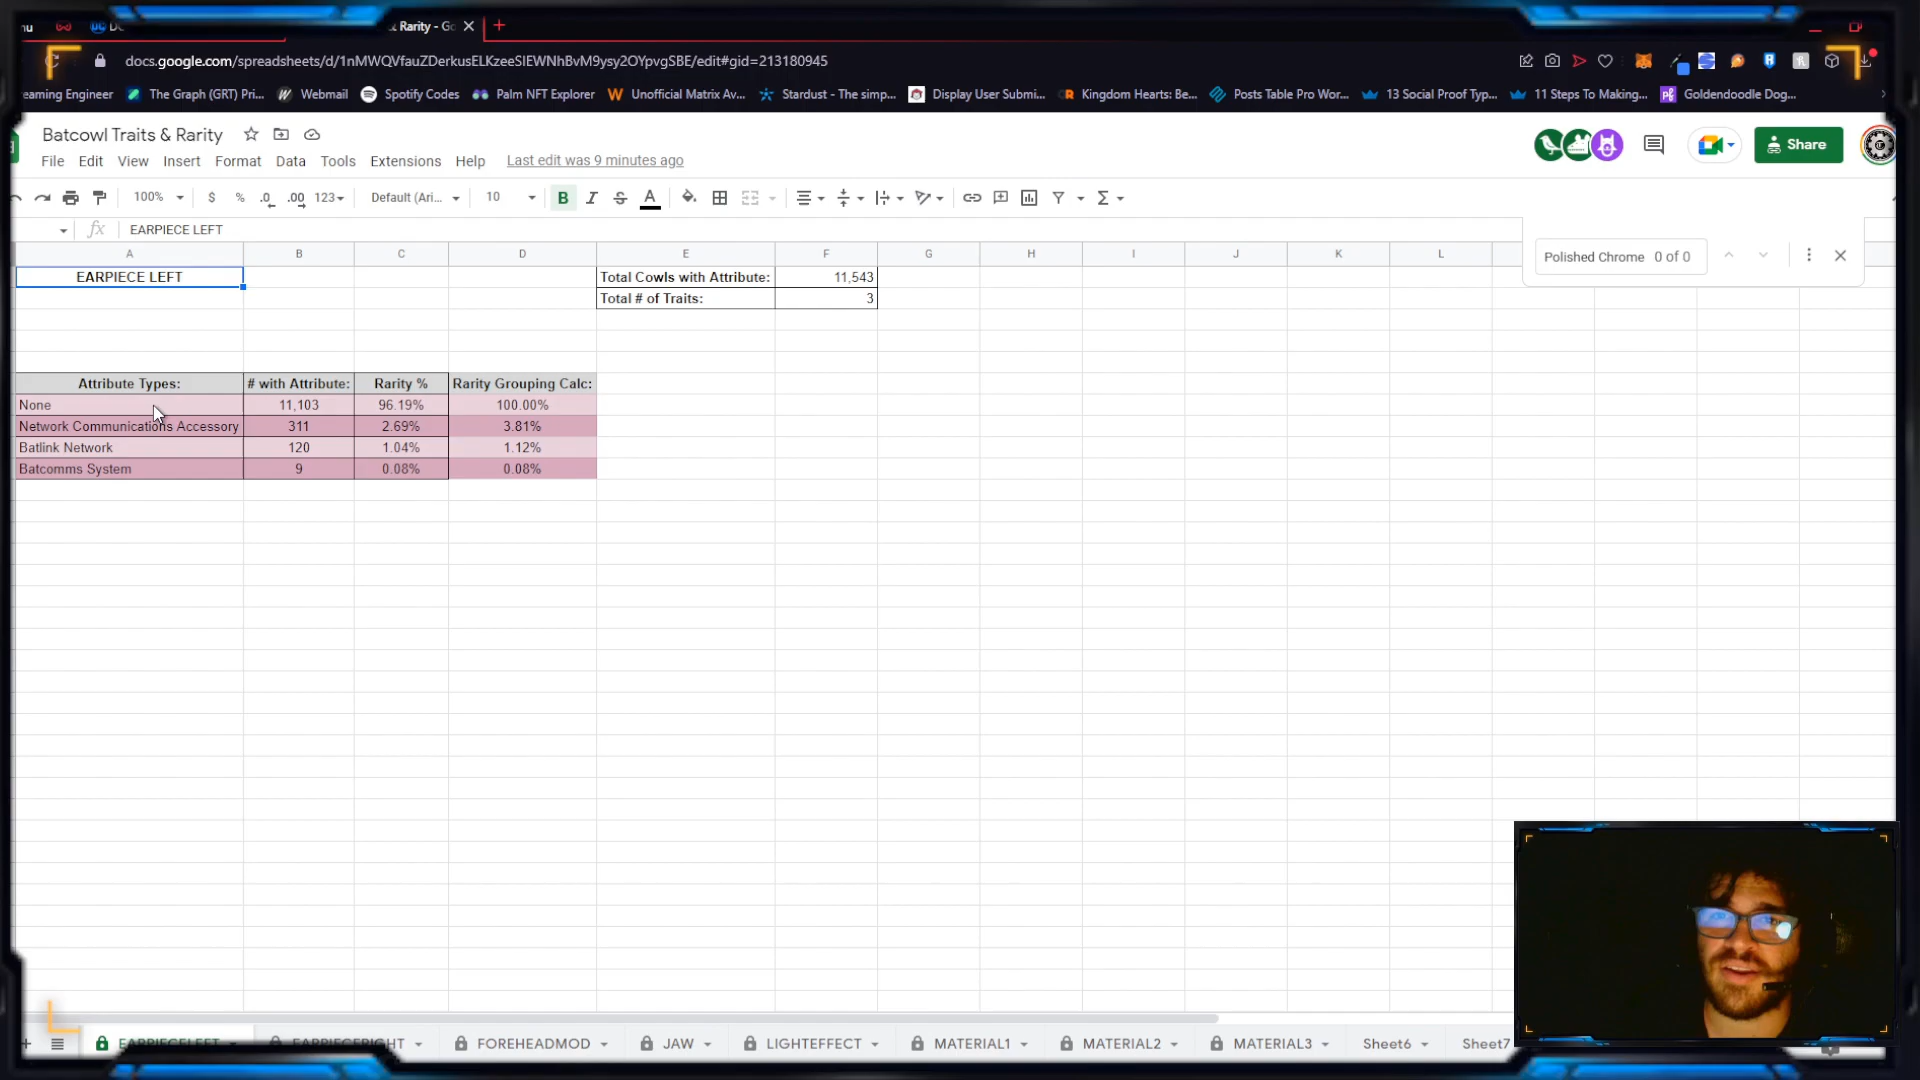 Rarity - Go
docs.google.com/spreadsheets/d/1nMWQVfauZDerkusELKzeeSIEWNhBvM9ysy2OYpvgSBE/edit#gid=213180945
eaming Engineer The Graph (GRT) Pri... Webmail Spotify Codes Palm NFT Explorer Unofficial Matrix Av... Stardust - The simp... Display User Submi... Kingdom Hearts: Be... Posts Table Pro Wor... 13 Social Proof Typ... 11 Steps To Making... Goldendoodle Dog...
Batcowl Traits & Rarity
File Edit View Insert Format Data Tools Extensions Help Last edit was 9 minutes ago
Share
100% $ % .0 .00 123 Default (Ari... 10 B I S A
fx EARPIECE LEFT
Polished Chrome 0 of 0
A B C D E F G H I J K L
EARPIECE LEFT Total Cowls with Attribute: 11,543
Total # of Traits: 3
Attribute Types: # with Attribute: Rarity % Rarity Grouping Calc:
None 11,103 96.19% 100.00%
Network Communications Accessory 311 2.69% 3.81%
Batlink Network 120 1.04% 1.12%
Batcomms System 9 0.08% 0.08%
EARPIECELEFT EARPIECERIGHT FOREHEADMOD JAW LIGHTEFFECT MATERIAL1 MATERIAL2 MATERIAL3 Sheet6 Sheet7